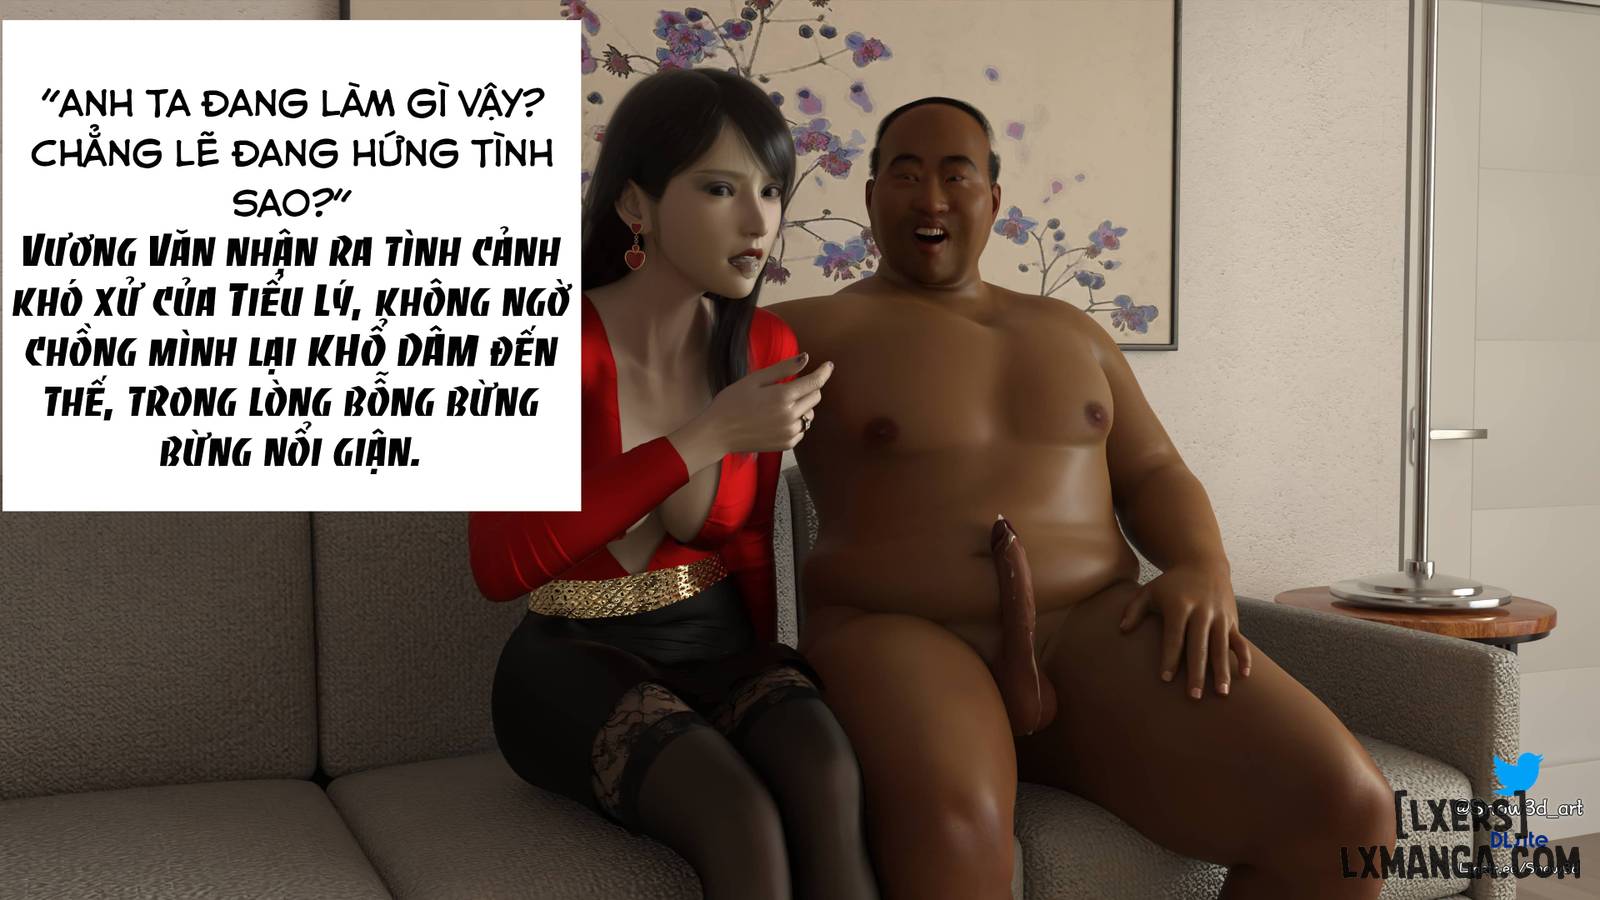 "ANH TA ĐANG LÀM GÌ VẬY?
CHẲNG LẼ ĐANG HỨNG TÌNH
SAO?"
VƯƠNG VĂN NHẬN RA TÌNH CẢNH
KHÓ XỬ CỦA TIỂU LÝ, KHÔNG NGỜ
CHỒNG MÌNH LẠI KHỔ DÂM ĐẾN
THẾ, TRONG LÒNG BỖNG BỪNG
BỪNG NỔI GIẬN.
@Snow3d_art
[LXERS]
DLsite
LXMANGA.COM